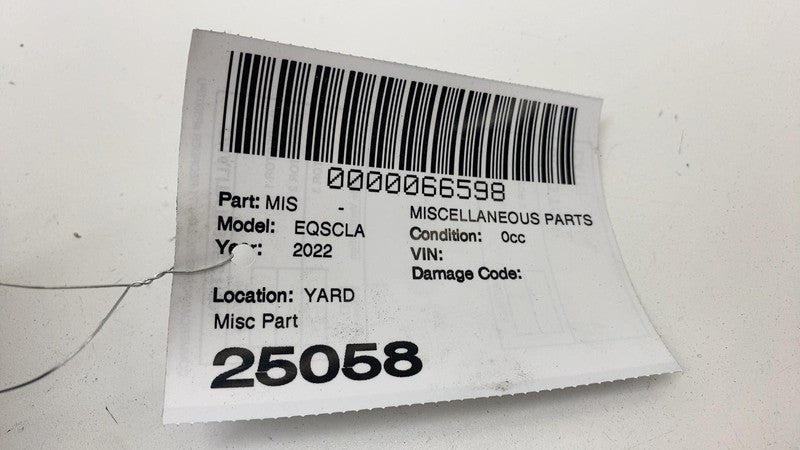 0000066598
Part: MIS -
MISCELLANEOUS PARTS
Model: EQSCLA
Condition: 0cc
Year: 2022
VIN:
Damage Code:
Location: YARD
Misc Part
25058